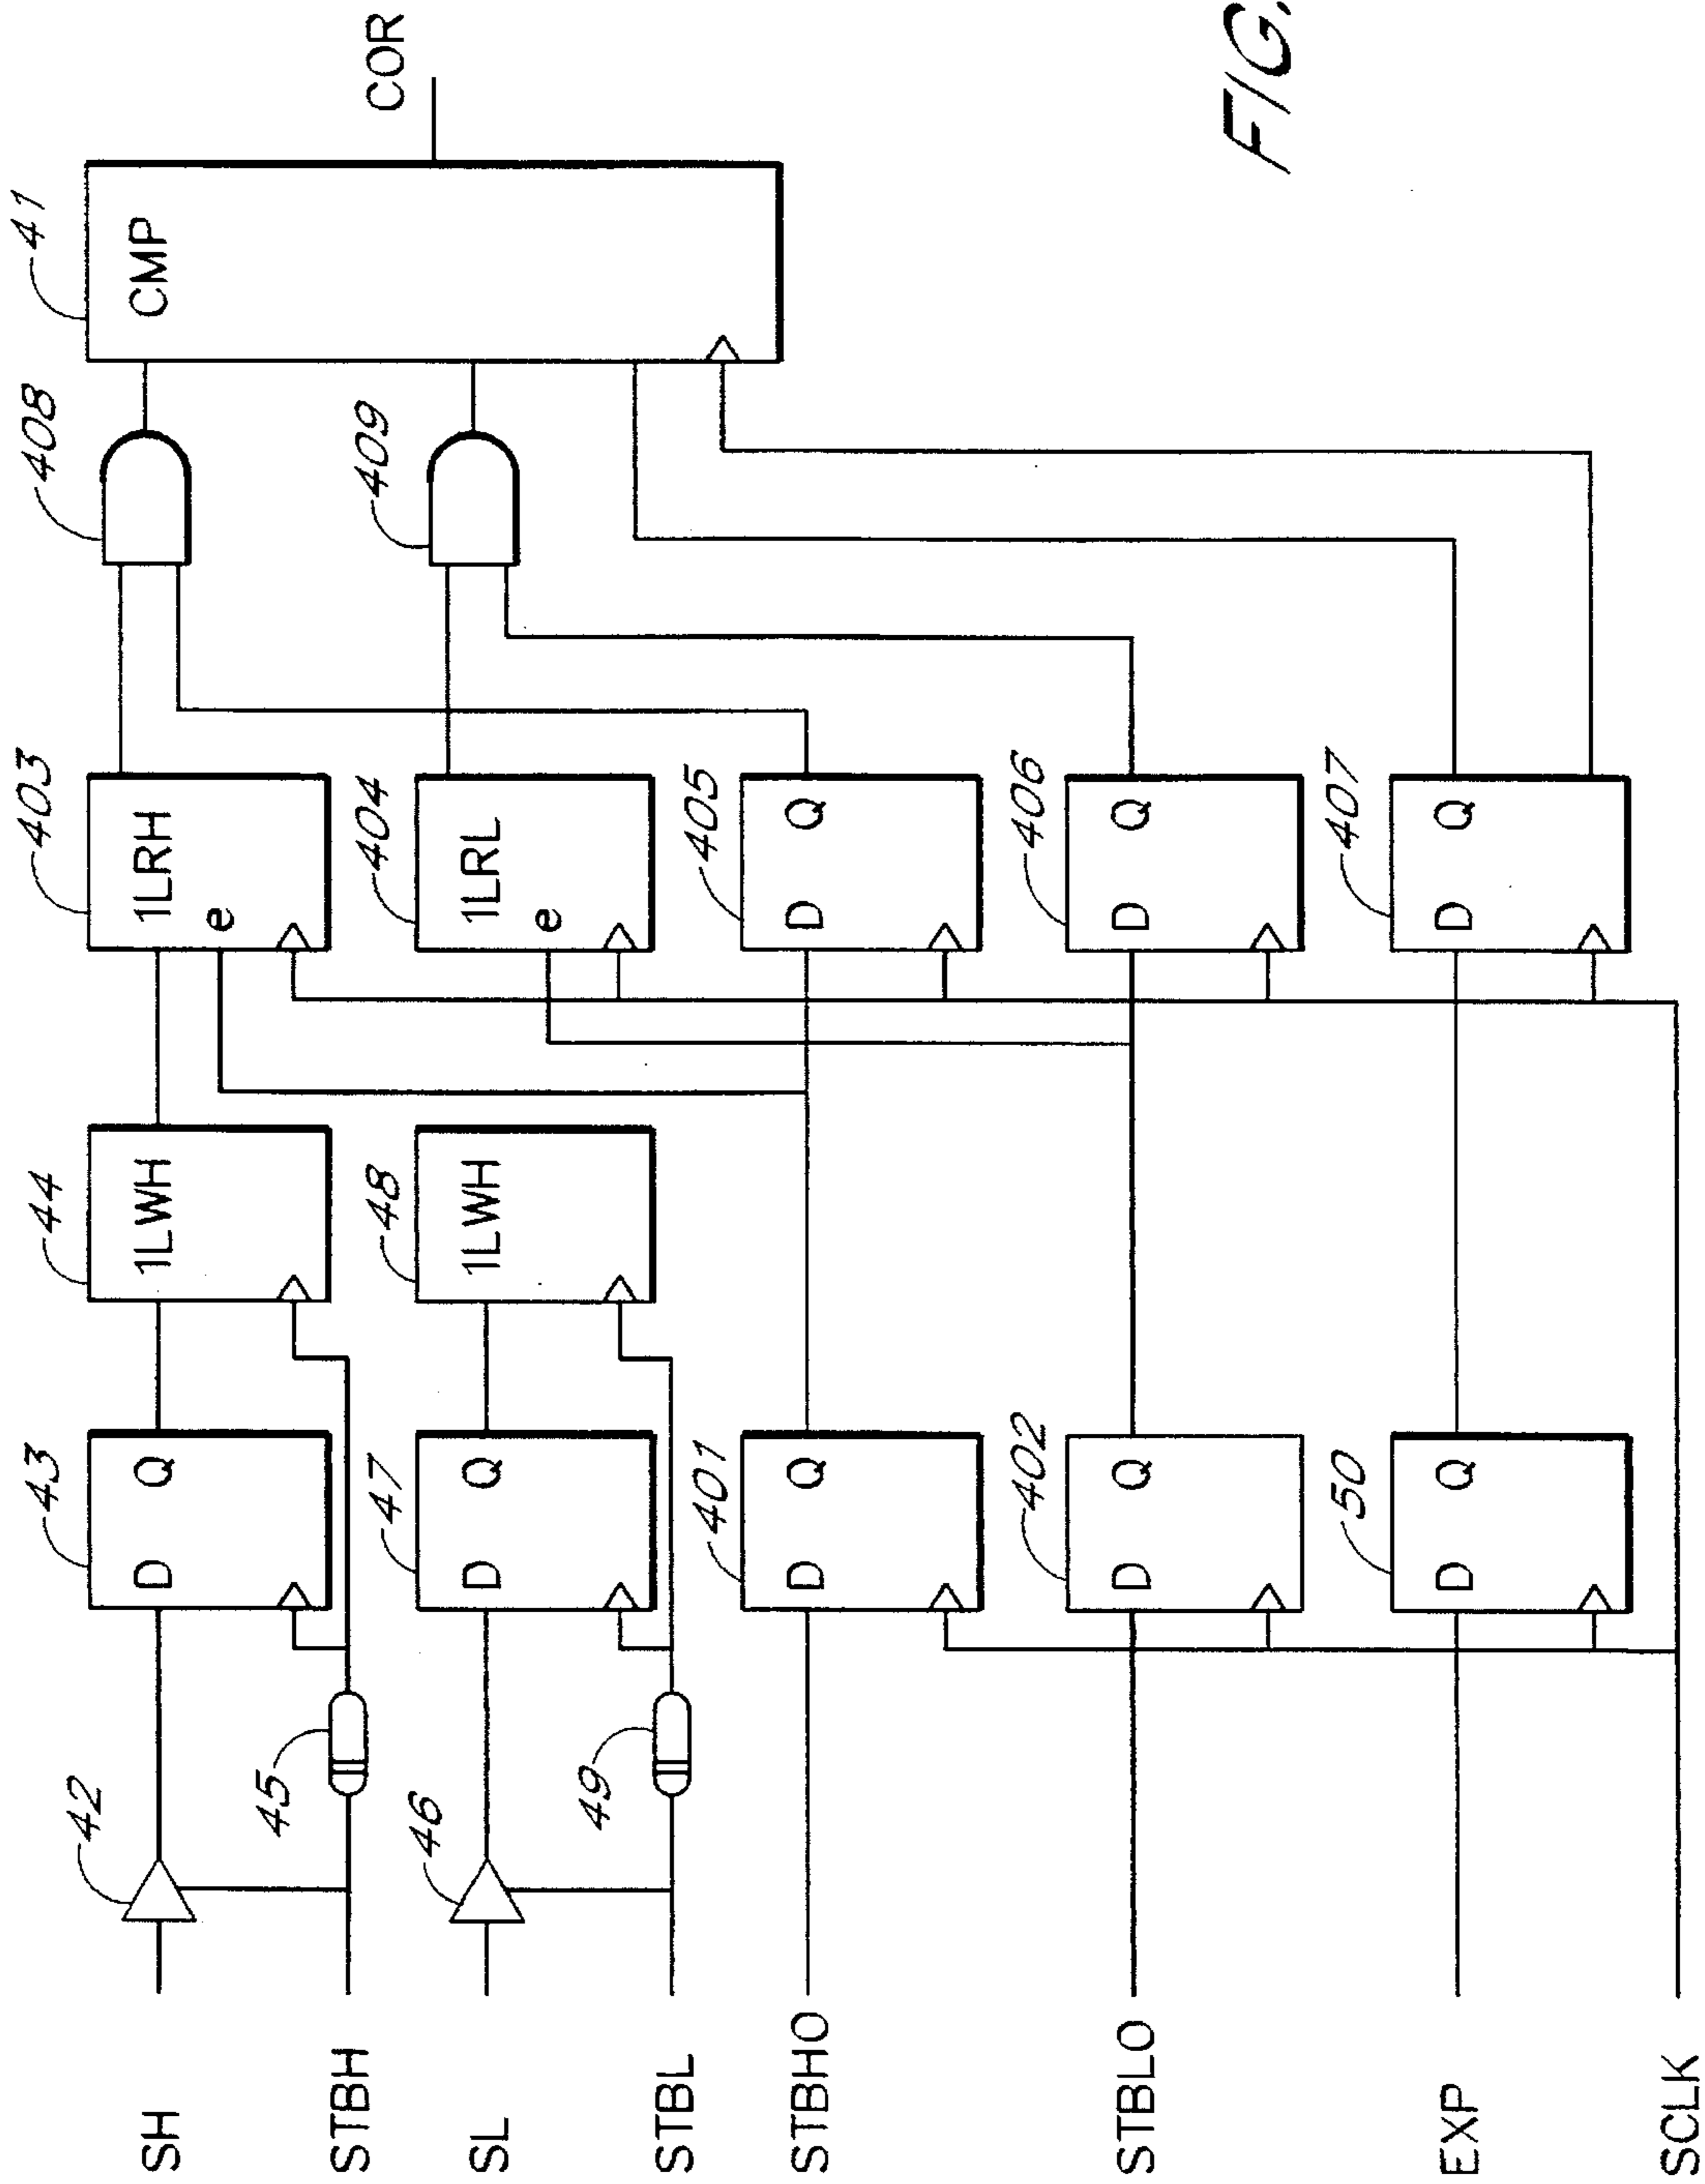 42
43
44
403
408
41
SH
D Q
1LWH
1LRH
CMP
e
45
STBH
COR
46
47
48
404
409
SL
D Q
1LWH
1LRL
e
49
STBL
401
405
STBHO
D Q
D Q
402
406
STBLO
D Q
D Q
FIG.
50
407
EXP
D Q
D Q
SCLK